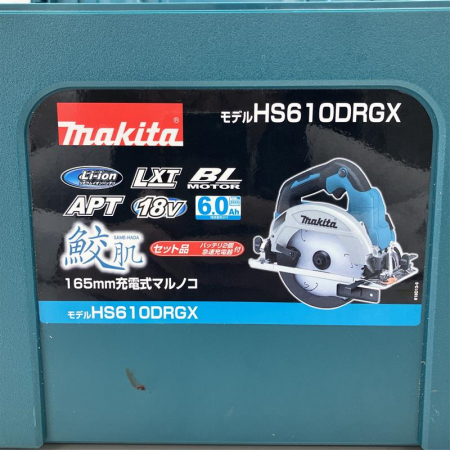 makita
モデルHS610DRGX
Li-ion
LXT
BL
MOTOR
APT
18V
6.0Ah
鮫肌
SAME-HADA
セット品
バッテリ2個
急速充電器付
makita
165mm充電式マルノコ
モデルHS610DRGX